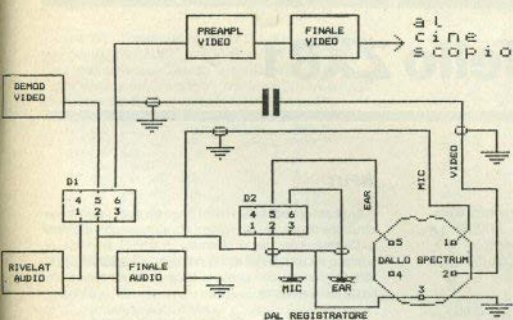 PREAMPL
VIDEO
FINALE
VIDEO
al
cine
scopio
DEMOD
VIDEO
D1
4 5 6
1 2 3
D2
4 5 6
1 2 3
EAR
MIC
VIDEO
5
1
DALLO SPECTRUM
4
2
3
RIVELAT
AUDIO
FINALE
AUDIO
MIC
EAR
DAL REGISTRATORE